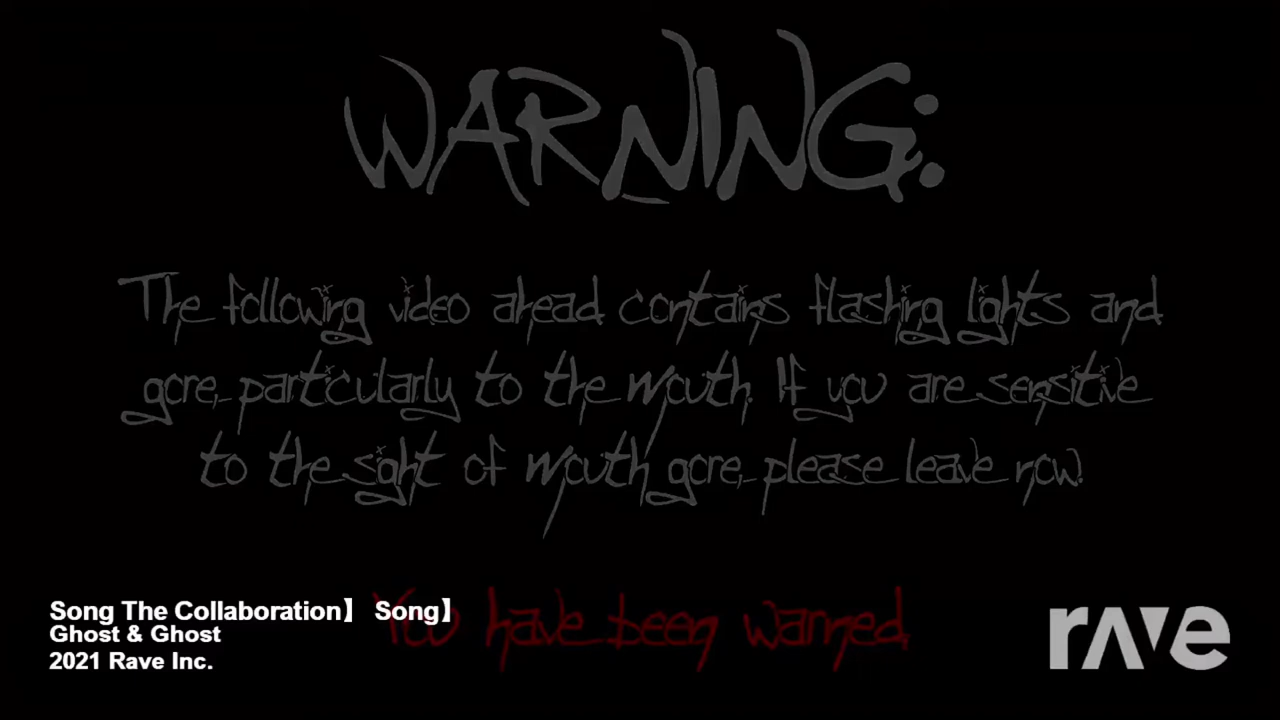 WARNING:
The following video ahead contains flashing lights and
gore, particularly to the mouth. If you are sensitive
to the sight of mouth gore, please leave now.
You have been warned.
Song The Collaboration】 Song】
Ghost & Ghost
2021 Rave Inc.
rave